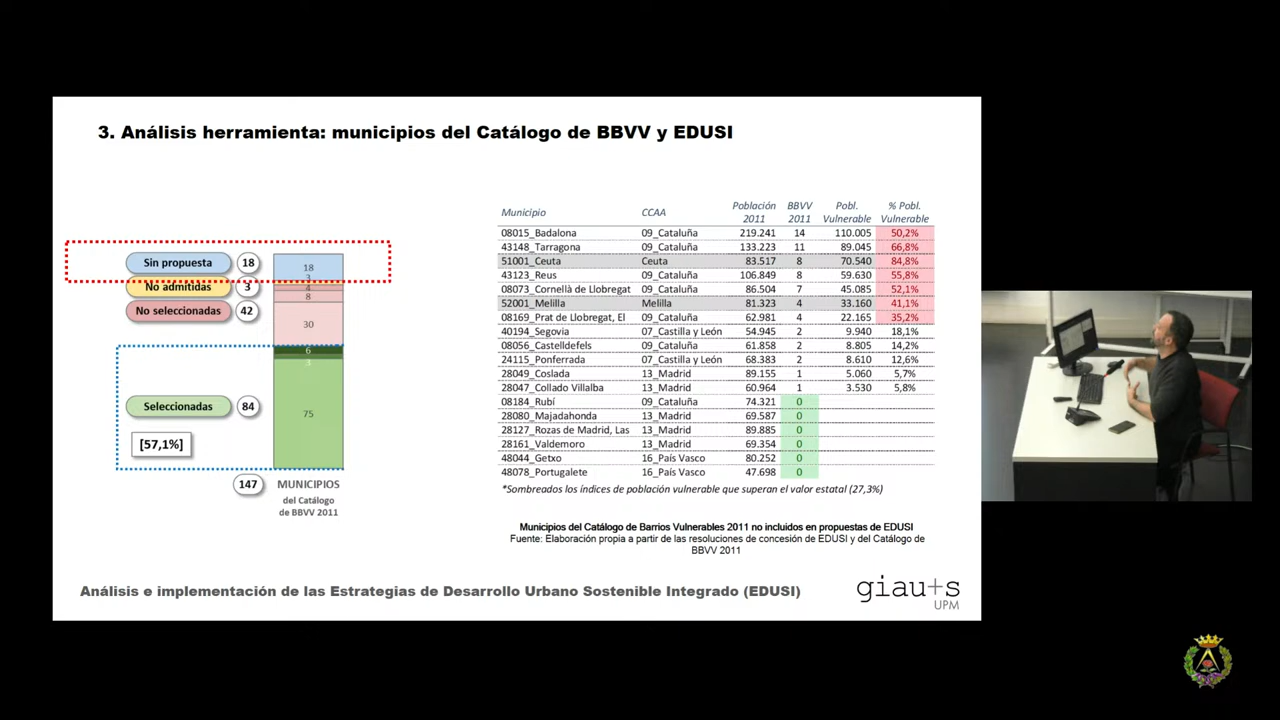 3. Análisis herramienta: municipios del Catálogo de BBVV y EDUSI
Sin propuesta 18
No admitidas 3
No seleccionadas 42
Seleccionadas 84
[57,1%]
18
3
4
8
30
6
3
75
147 MUNICIPIOS
del Catálogo
de BBVV 2011
Municipio CCAA Población 2011 BBVV 2011 Pobl. Vulnerable % Pobl. Vulnerable
08015_Badalona 09_Cataluña 219.241 14 110.005 50,2%
43148_Tarragona 09_Cataluña 133.223 11 89.045 66,8%
51001_Ceuta Ceuta 83.517 8 70.540 84,8%
43123_Reus 09_Cataluña 106.849 8 59.630 55,8%
08073_Cornellà de Llobregat 09_Cataluña 86.504 7 45.085 52,1%
52001_Melilla Melilla 81.323 4 33.160 41,1%
08169_Prat de Llobregat, El 09_Cataluña 62.981 4 22.165 35,2%
40194_Segovia 07_Castilla y León 54.945 2 9.940 18,1%
08056_Castelldefels 09_Cataluña 61.858 2 8.805 14,2%
24115_Ponferrada 07_Castilla y León 68.383 2 8.610 12,6%
28049_Coslada 13_Madrid 89.155 1 5.060 5,7%
28047_Collado Villalba 13_Madrid 60.964 1 3.530 5,8%
08184_Rubí 09_Cataluña 74.321 0
28080_Majadahonda 13_Madrid 69.587 0
28127_Rozas de Madrid, Las 13_Madrid 89.885 0
28161_Valdemoro 13_Madrid 69.354 0
48044_Getxo 16_País Vasco 80.252 0
48078_Portugalete 16_País Vasco 47.698 0
*Sombreados los índices de población vulnerable que superan el valor estatal (27,3%)
Municipios del Catálogo de Barrios Vulnerables 2011 no incluidos en propuestas de EDUSI
Fuente: Elaboración propia a partir de las resoluciones de concesión de EDUSI y del Catálogo de
BBVV 2011
Análisis e implementación de las Estrategias de Desarrollo Urbano Sostenible Integrado (EDUSI)
giau+s
UPM